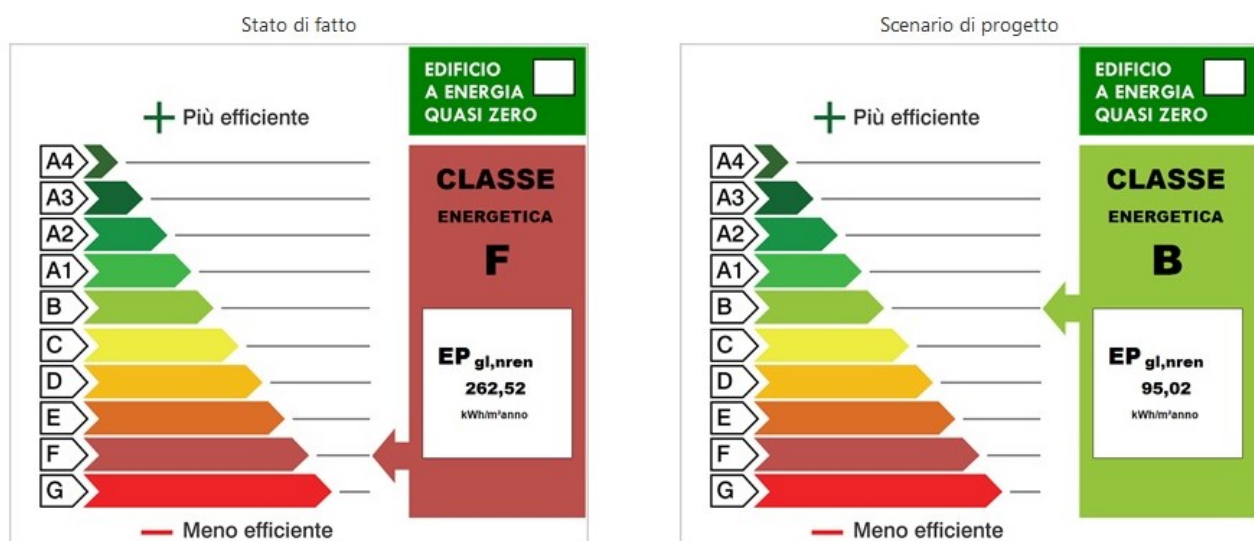 Stato di fatto
EDIFICIO
A ENERGIA
QUASI ZERO
+ Più efficiente
A4
A3
A2
A1
B
C
D
E
F
G
CLASSE
ENERGETICA
F
EP gl,nren
262,52
kWh/m²anno
— Meno efficiente
Scenario di progetto
EDIFICIO
A ENERGIA
QUASI ZERO
+ Più efficiente
A4
A3
A2
A1
B
C
D
E
F
G
CLASSE
ENERGETICA
B
EP gl,nren
95,02
kWh/m²anno
— Meno efficiente